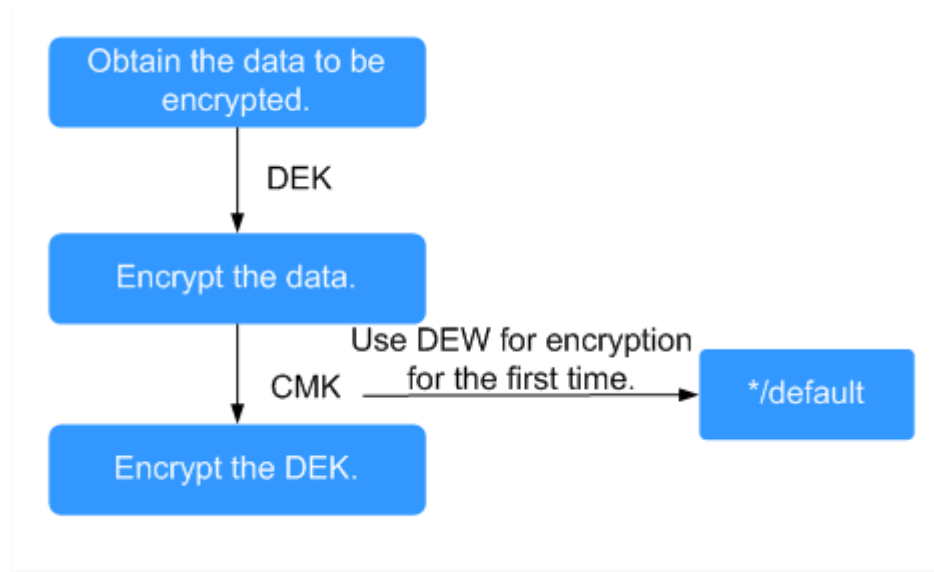 Obtain the data to be
encrypted.
DEK
Encrypt the data.
Use DEW for encryption
for the first time.
CMK
*/default
Encrypt the DEK.